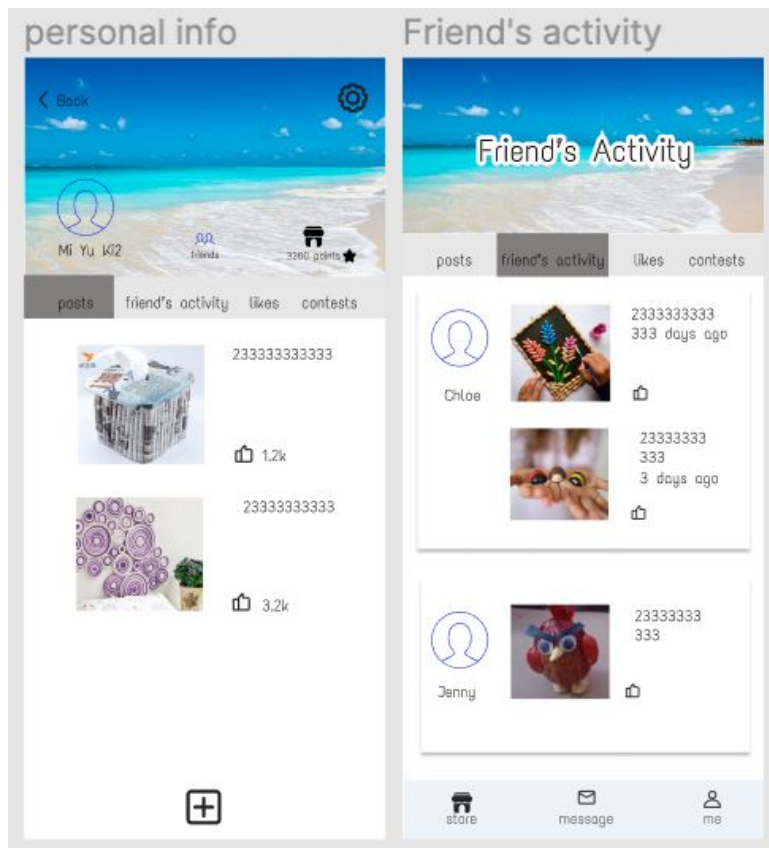 personal info
Back
Mi Yu Ki2
friends
3260 points
posts friend's activity likes contests
233333333333
1.2k
23333333333
3.2k
Friend's activity
Friend's Activity
posts friend's activity likes contests
Chloe
2333333333
333 days ago
23333333
333
3 days ago
Jenny
23333333
333
store message me